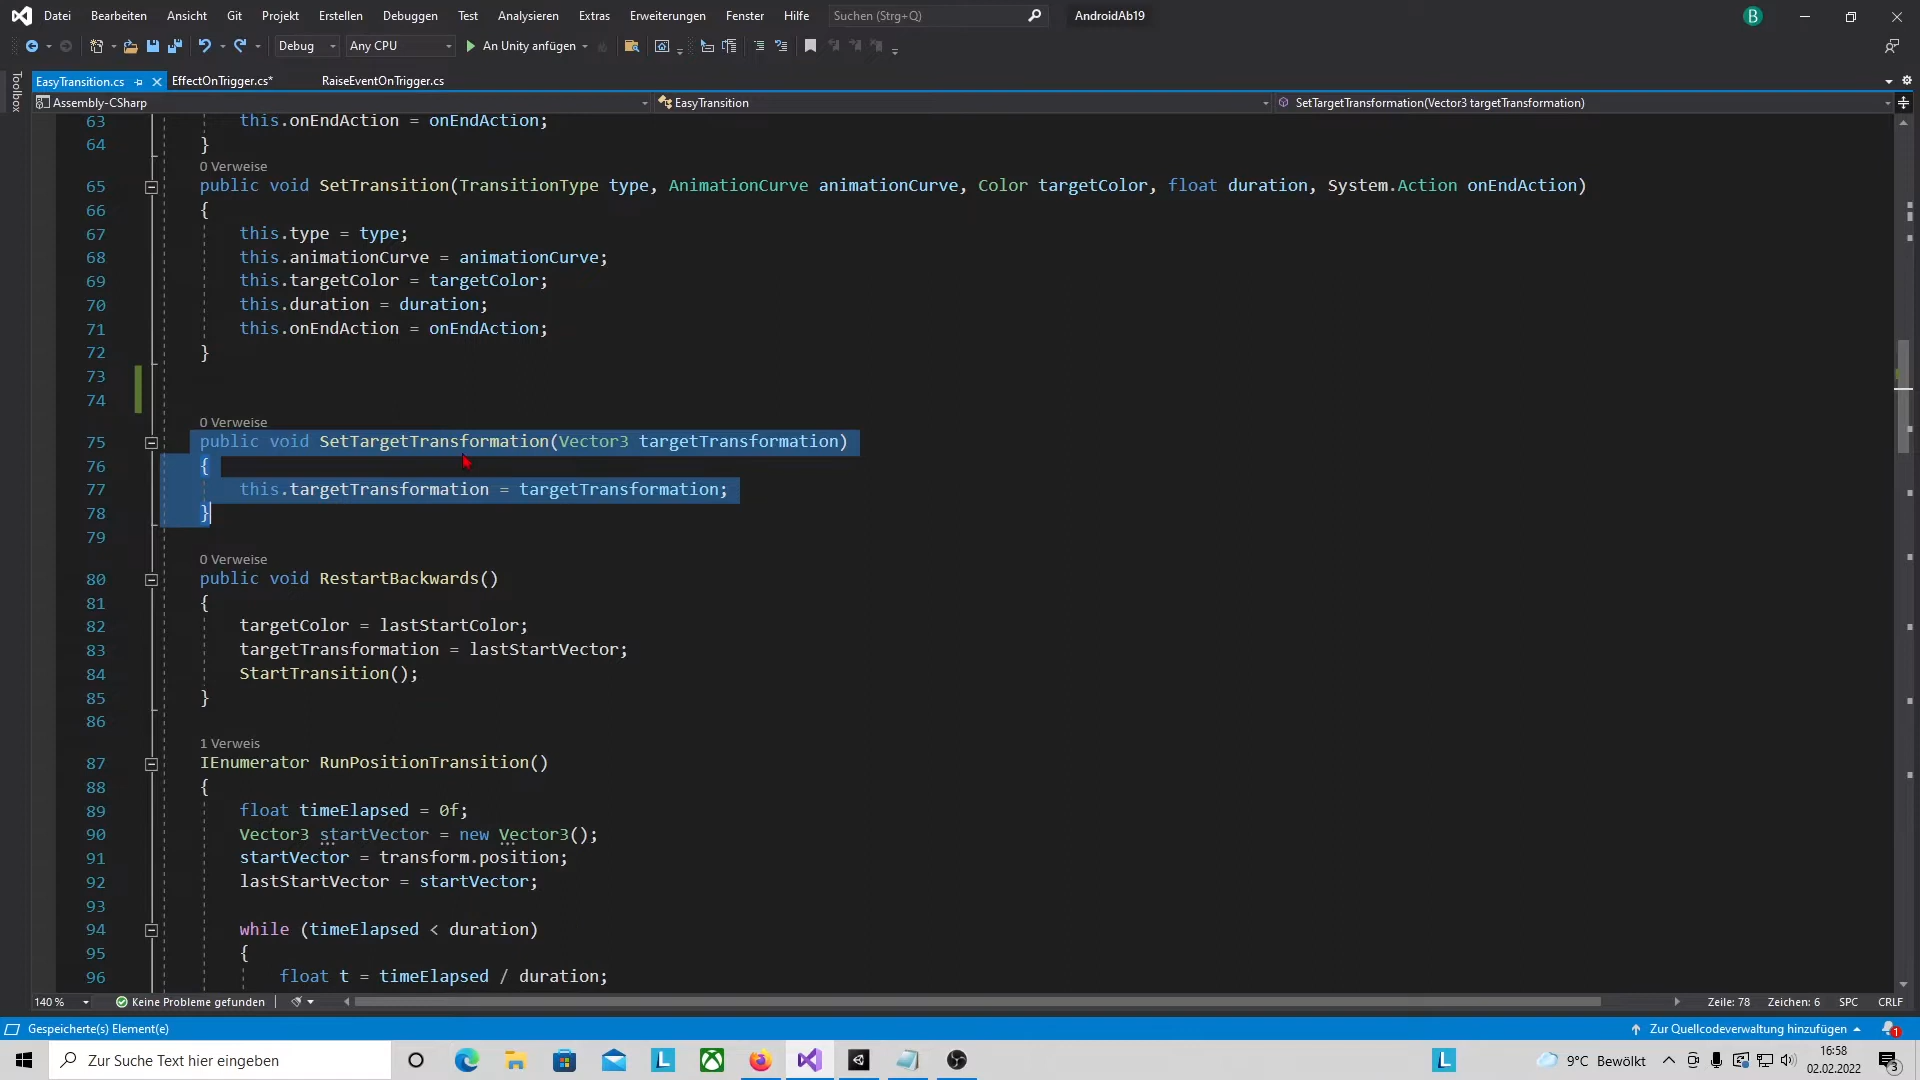 Datei Bearbeiten Ansicht Git Projekt Erstellen Debuggen Test Analysieren Extras Erweiterungen Fenster Hilfe Suchen (Strg+Q) AndroidAb19 B
Debug Any CPU An Unity anfügen
EasyTransition.cs EffectOnTrigger.cs* RaiseEventOnTrigger.cs
Toolbox
Assembly-CSharp EasyTransition SetTargetTransformation(Vector3 targetTransformation)
63 this.onEndAction = onEndAction;
64 }
0 Verweise
65 public void SetTransition(TransitionType type, AnimationCurve animationCurve, Color targetColor, float duration, System.Action onEndAction)
66 {
67 this.type = type;
68 this.animationCurve = animationCurve;
69 this.targetColor = targetColor;
70 this.duration = duration;
71 this.onEndAction = onEndAction;
72 }
73
74
0 Verweise
75 public void SetTargetTransformation(Vector3 targetTransformation)
76 {
77 this.targetTransformation = targetTransformation;
78 }
79
0 Verweise
80 public void RestartBackwards()
81 {
82 targetColor = lastStartColor;
83 targetTransformation = lastStartVector;
84 StartTransition();
85 }
86
1 Verweis
87 IEnumerator RunPositionTransition()
88 {
89 float timeElapsed = 0f;
90 Vector3 startVector = new Vector3();
91 startVector = transform.position;
92 lastStartVector = startVector;
93
94 while (timeElapsed < duration)
95 {
96 float t = timeElapsed / duration;
140 % Keine Probleme gefunden Zeile: 78 Zeichen: 6 SPC CRLF
Gespeicherte(s) Element(e) Zur Quellcodeverwaltung hinzufügen 1
Zur Suche Text hier eingeben L L 9°C Bewölkt 16:58
02.02.2022 3